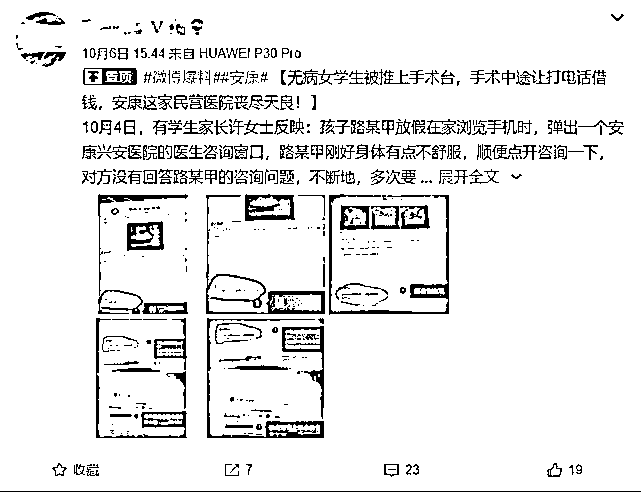 10月6日 15:44 来自 HUAWEI P30 Pro
置顶 #微博爆料##安康# 【无病女学生被推上手术台，手术中途让打电话借
钱，安康这家民营医院丧尽天良！】
10月4日，有学生家长许女士反映：孩子路某甲放假在家浏览手机时，弹出一个安
康兴安医院的医生咨询窗口，路某甲刚好身体有点不舒服，顺便点开咨询一下，
对方没有回答路某甲的咨询问题，不断地，多次要 ... 展开全文
收藏 7 23 19